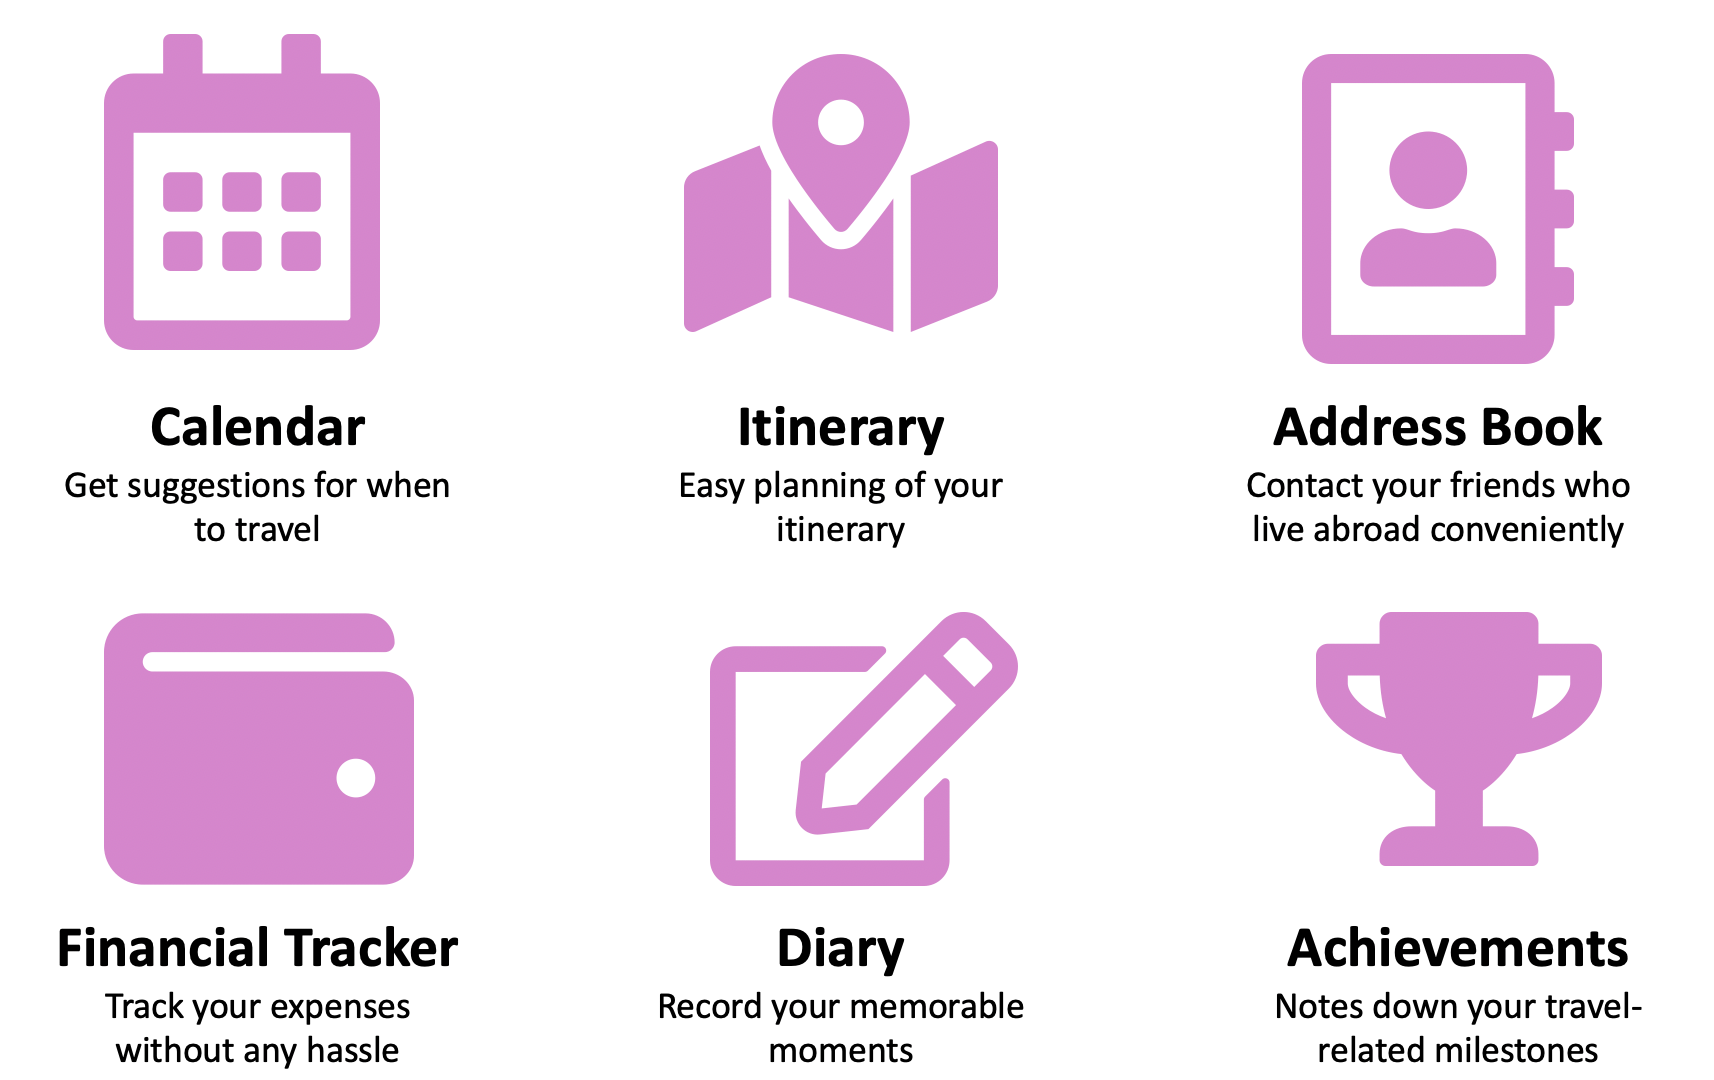 Calendar
Get suggestions for when
to travel
Itinerary
Easy planning of your
itinerary
Address Book
Contact your friends who
live abroad conveniently
Financial Tracker
Track your expenses
without any hassle
Diary
Record your memorable
moments
Achievements
Notes down your travel-
related milestones